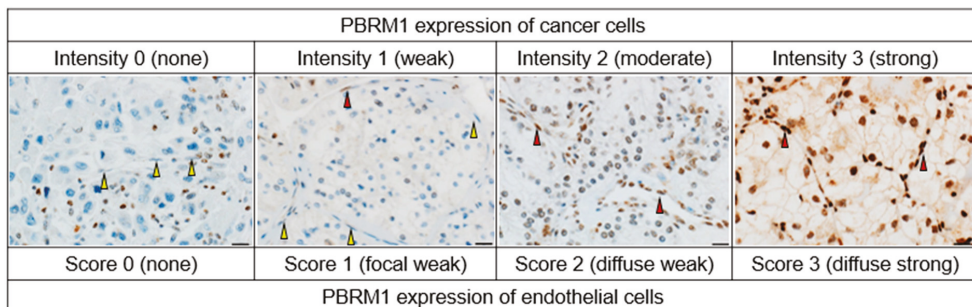 PBRM1 expression of cancer cells
Intensity 0 (none) Intensity 1 (weak) Intensity 2 (moderate) Intensity 3 (strong)
Score 0 (none) Score 1 (focal weak) Score 2 (diffuse weak) Score 3 (diffuse strong)
PBRM1 expression of endothelial cells